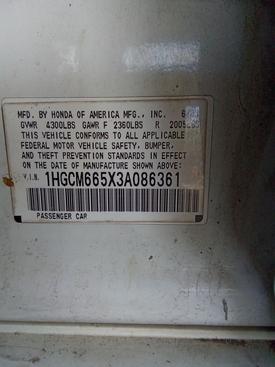 MFD. BY HONDA OF AMERICA MFG., INC.
GVWR 4300LBS GAWR F 2360LBS R
THIS VEHICLE CONFORMS TO ALL APPLICABLE
FEDERAL MOTOR VEHICLE SAFETY, BUMPER,
AND THEFT PREVENTION STANDARDS IN EFFECT
ON THE DATE OF MANUFACTURE SHOWN ABOVE:
V.I.N. 1HGCM665X3A086361
PASSENGER CAR